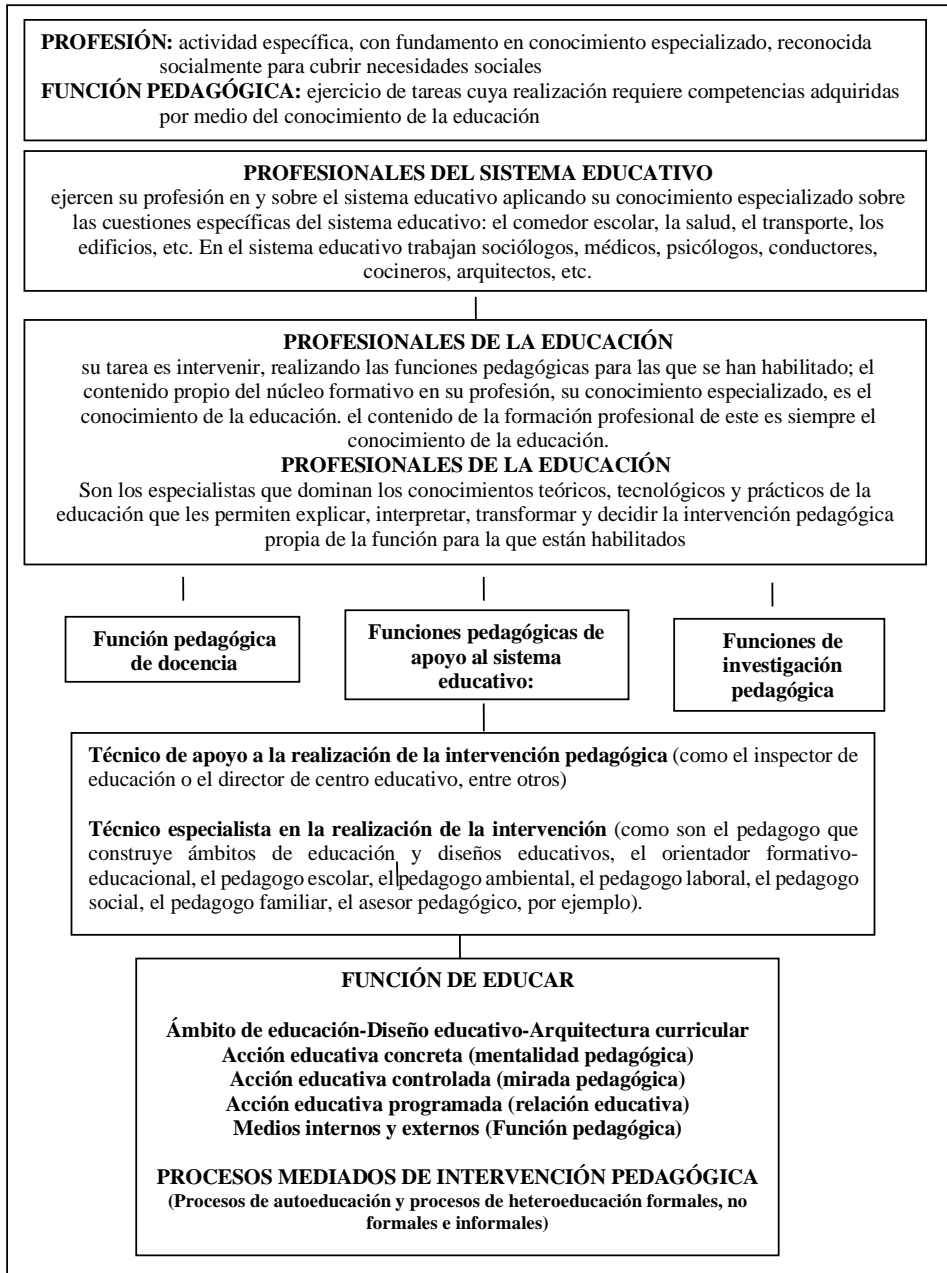 PROFESIÓN: actividad específica, con fundamento en conocimiento especializado, reconocida
socialmente para cubrir necesidades sociales
FUNCIÓN PEDAGÓGICA: ejercicio de tareas cuya realización requiere competencias adquiridas
por medio del conocimiento de la educación
PROFESIONALES DEL SISTEMA EDUCATIVO
ejercen su profesión en y sobre el sistema educativo aplicando su conocimiento especializado sobre
las cuestiones específicas del sistema educativo: el comedor escolar, la salud, el transporte, los
edificios, etc. En el sistema educativo trabajan sociólogos, médicos, psicólogos, conductores,
cocineros, arquitectos, etc.
PROFESIONALES DE LA EDUCACIÓN
su tarea es intervenir, realizando las funciones pedagógicas para las que se han habilitado; el
contenido propio del núcleo formativo en su profesión, su conocimiento especializado, es el
conocimiento de la educación. el contenido de la formación profesional de este es siempre el
conocimiento de la educación.
PROFESIONALES DE LA EDUCACIÓN
Son los especialistas que dominan los conocimientos teóricos, tecnológicos y prácticos de la
educación que les permiten explicar, interpretar, transformar y decidir la intervención pedagógica
propia de la función para la que están habilitados
Función pedagógica
de docencia
Funciones pedagógicas de
apoyo al sistema
educativo:
Funciones de
investigación
pedagógica
Técnico de apoyo a la realización de la intervención pedagógica (como el inspector de
educación o el director de centro educativo, entre otros)
Técnico especialista en la realización de la intervención (como son el pedagogo que
construye ámbitos de educación y diseños educativos, el orientador formativo-
educacional, el pedagogo escolar, el pedagogo ambiental, el pedagogo laboral, el pedagogo
social, el pedagogo familiar, el asesor pedagógico, por ejemplo).
FUNCIÓN DE EDUCAR
Ámbito de educación-Diseño educativo-Arquitectura curricular
Acción educativa concreta (mentalidad pedagógica)
Acción educativa controlada (mirada pedagógica)
Acción educativa programada (relación educativa)
Medios internos y externos (Función pedagógica)
PROCESOS MEDIADOS DE INTERVENCIÓN PEDAGÓGICA
(Procesos de autoeducación y procesos de heteroeducación formales, no
formales e informales)